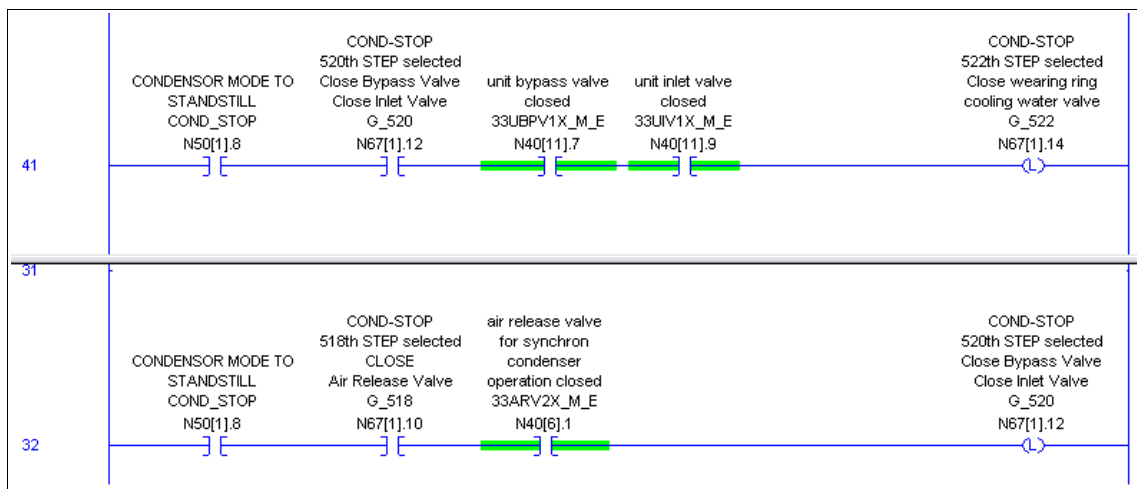 COND-STOP
520th STEP selected
CONDENSOR MODE TO
STANDSTILL
COND_STOP
N50[1].8
Close Bypass Valve
Close Inlet Valve
G_520
N67[1].12
unit bypass valve
closed
33UBPV1X_M_E
N40[11].7
unit inlet valve
closed
33UIV1X_M_E
N40[11].9
COND-STOP
522th STEP selected
Close wearing ring
cooling water valve
G_522
N67[1].14
41
L
31
CONDENSOR MODE TO
STANDSTILL
COND_STOP
N50[1].8
COND-STOP
518th STEP selected
CLOSE
Air Release Valve
G_518
N67[1].10
air release valve
for synchron
condenser
operation closed
33ARV2X_M_E
N40[6].1
COND-STOP
520th STEP selected
Close Bypass Valve
Close Inlet Valve
G_520
N67[1].12
32
L